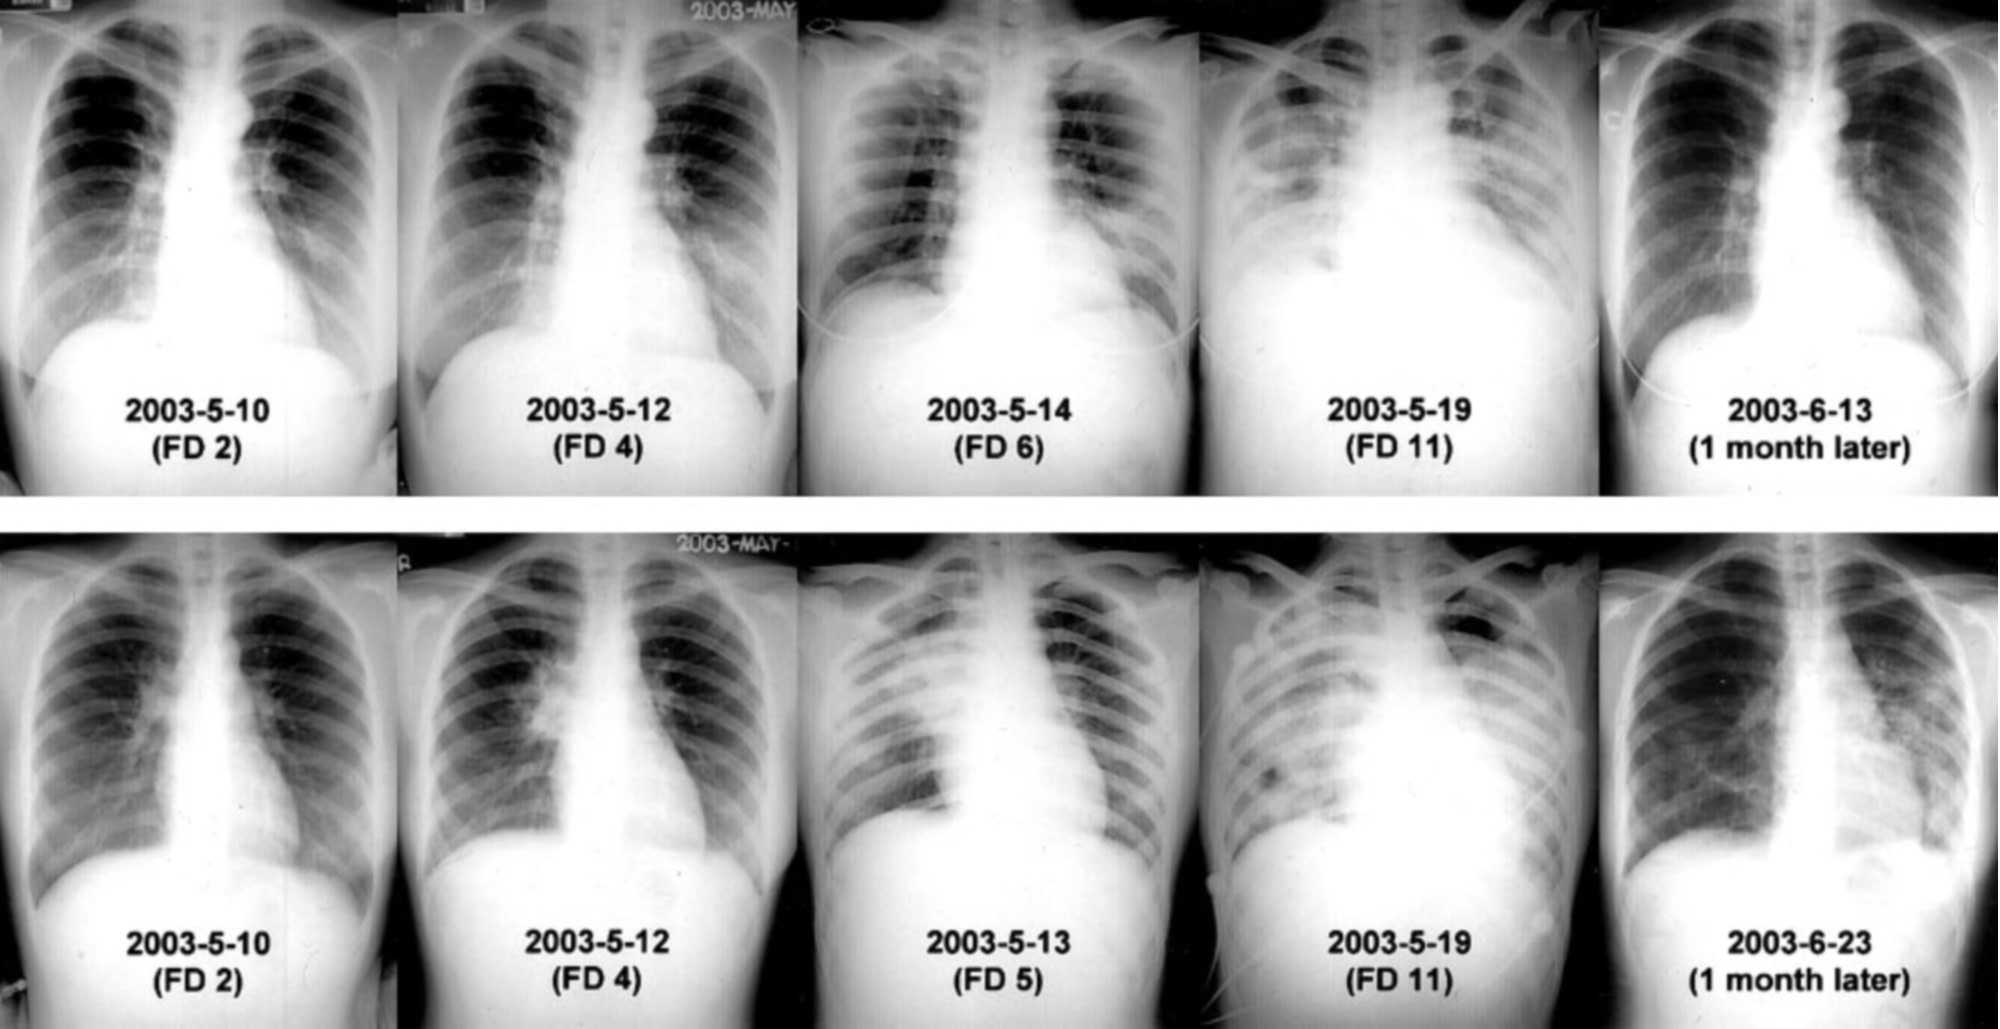 2003-MAY
2003-5-10
(FD 2)
2003-5-12
(FD 4)
2003-5-14
(FD 6)
2003-5-19
(FD 11)
2003-6-13
(1 month later)
2003-MAY-
R
2003-5-10
(FD 2)
2003-5-12
(FD 4)
2003-5-13
(FD 5)
2003-5-19
(FD 11)
2003-6-23
(1 month later)